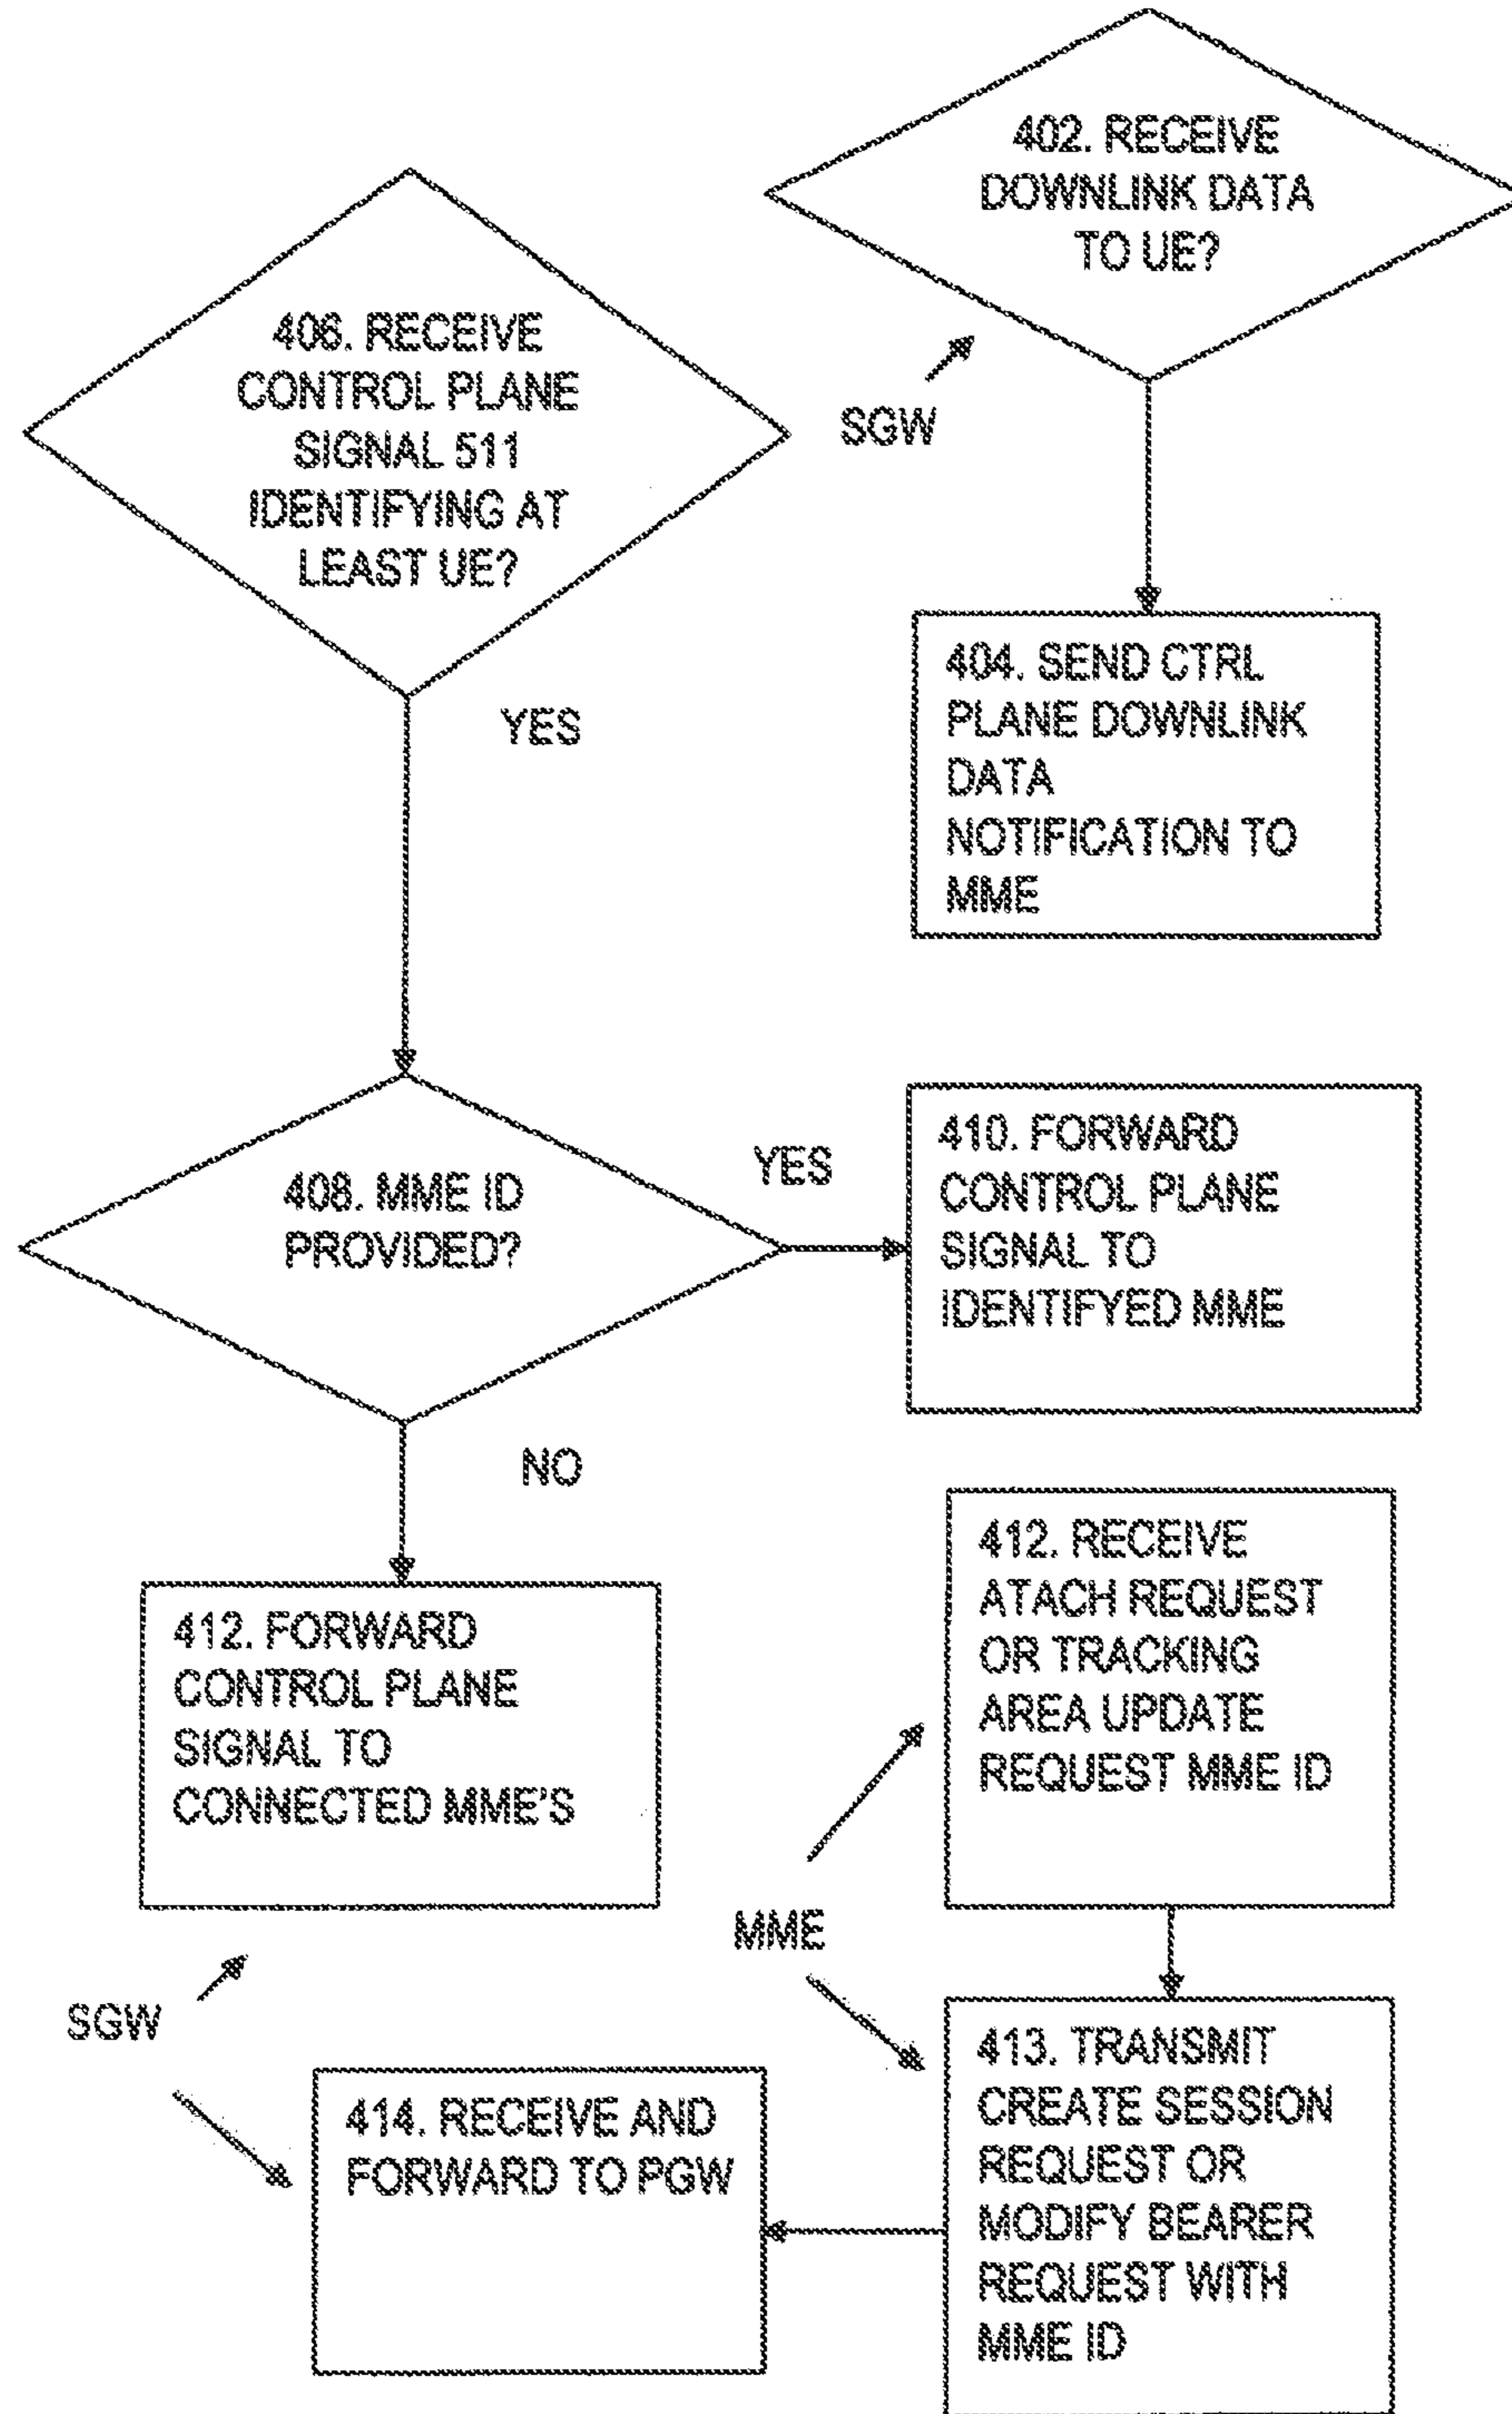 402. RECEIVE
DOWNLINK DATA
TO UE?
SGW
404. SEND CTRL
PLANE DOWNLINK
DATA
NOTIFICATION TO
MME
406. RECEIVE
CONTROL PLANE
SIGNAL 511
IDENTIFYING AT
LEAST UE?
YES
408. MME ID
PROVIDED?
YES
410. FORWARD
CONTROL PLANE
SIGNAL TO
IDENTIFYED MME
NO
412. FORWARD
CONTROL PLANE
SIGNAL TO
CONNECTED MME'S
412. RECEIVE
ATACH REQUEST
OR TRACKING
AREA UPDATE
REQUEST MME ID
MME
SGW
413. TRANSMIT
CREATE SESSION
REQUEST OR
MODIFY BEARER
REQUEST WITH
MME ID
414. RECEIVE AND
FORWARD TO PGW